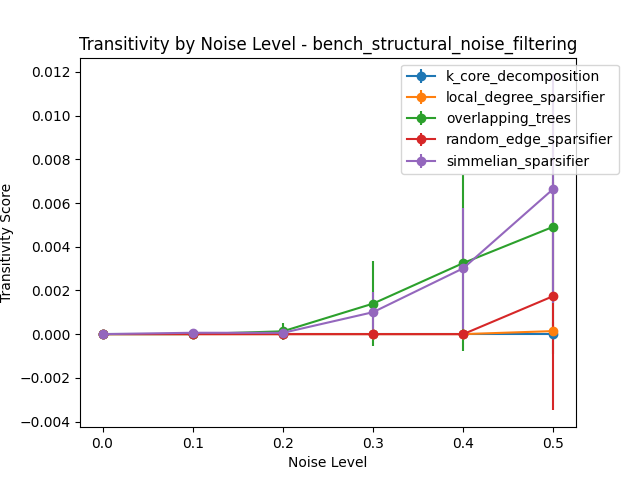 Transitivity by Noise Level - bench_structural_noise_filtering
0.012
0.010
0.008
0.006
0.004
0.002
0.000
−0.002
−0.004
Transitivity Score
k_core_decomposition
local_degree_sparsifier
overlapping_trees
random_edge_sparsifier
simmelian_sparsifier
0.0 0.1 0.2 0.3 0.4 0.5
Noise Level